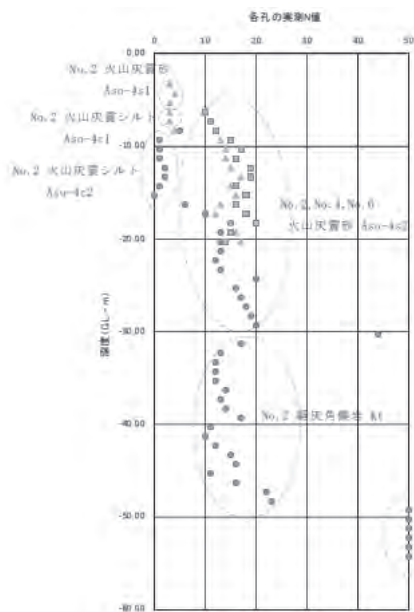 各孔の実測N値
0 10 20 30 40 50
0.00
No.2 火山灰質砂
Aso-4s1
No.2 火山灰質シルト
Aso-4c1
-10.00
No.2 火山灰質シルト
Aso-4c2
No.2,No.4,No.6
火山灰質砂 Aso-4s2
-20.00
深度(GL-m)
-30.00
No.2 凝灰角礫岩 Kt
-40.00
-50.00
-60.00